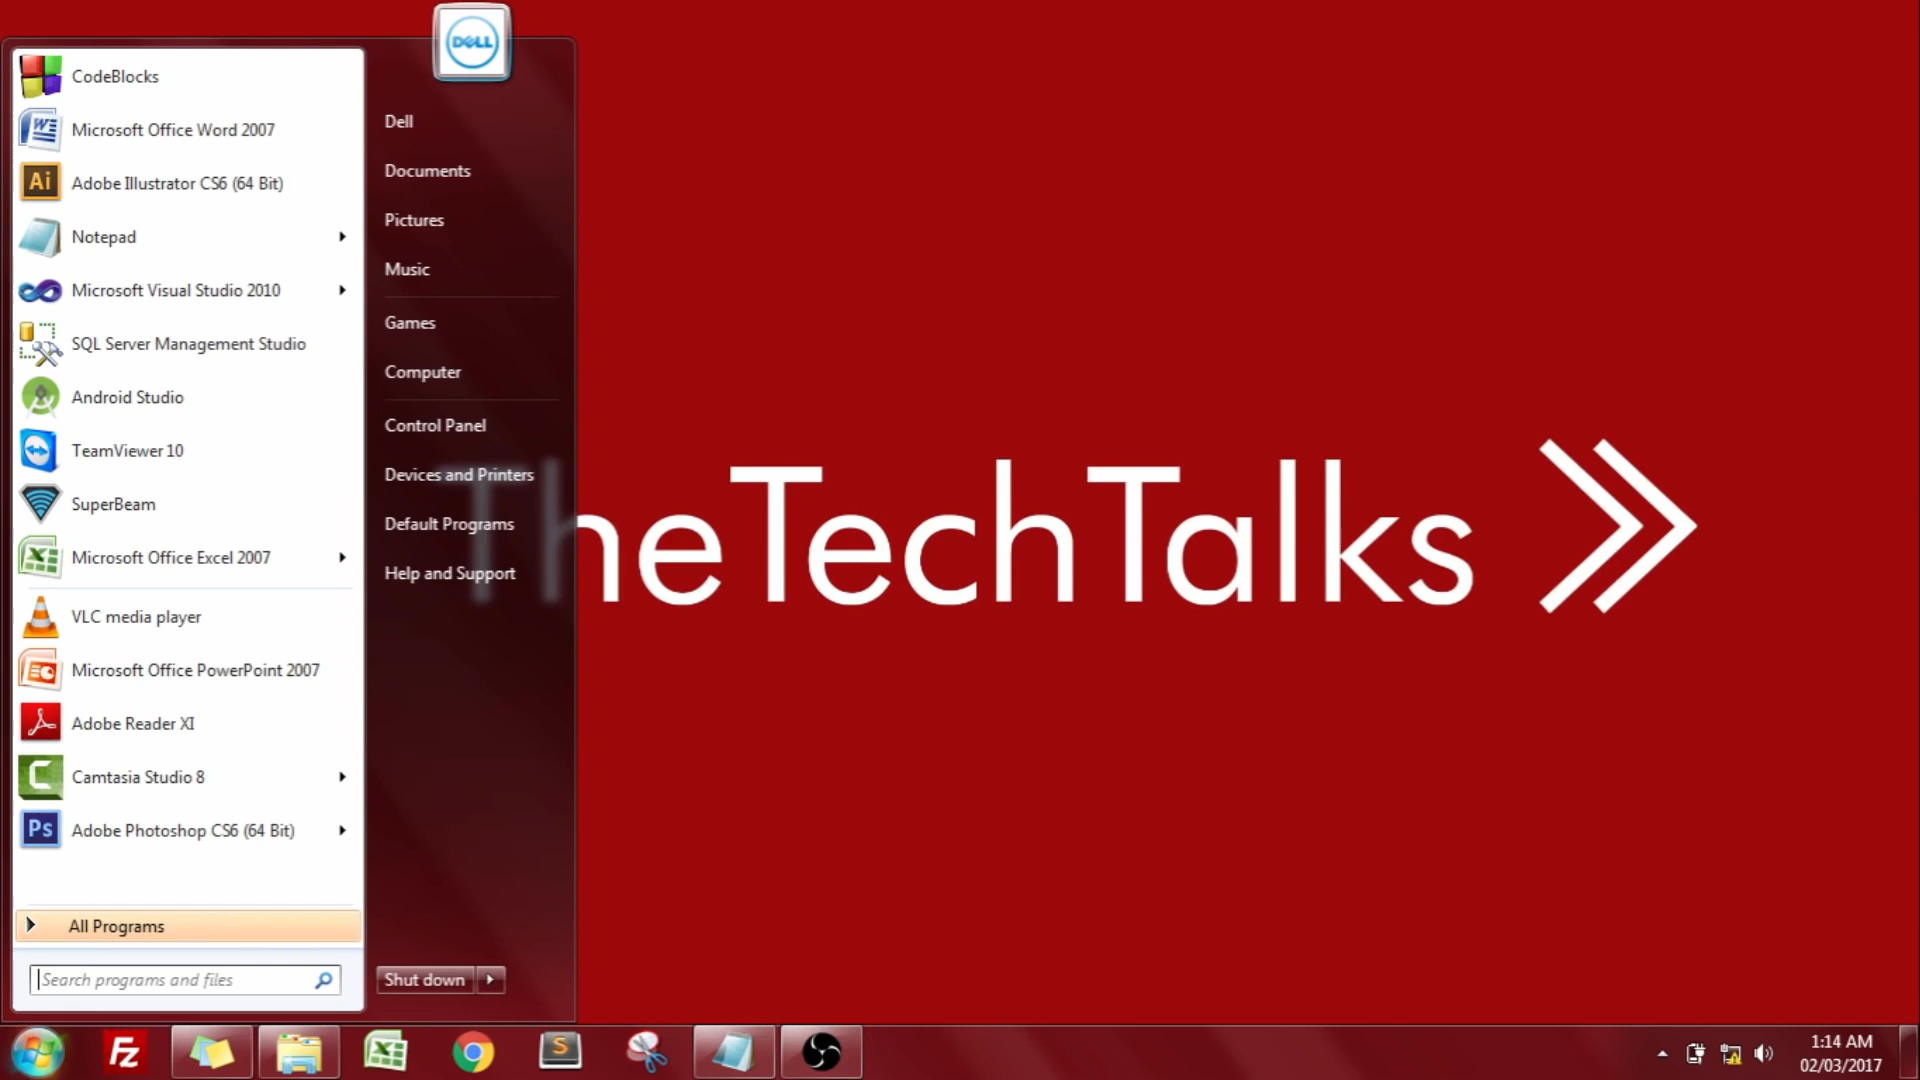 DELL
CodeBlocks
Microsoft Office Word 2007
Ai
Adobe Illustrator CS6 (64 Bit)
Notepad
Microsoft Visual Studio 2010
SQL Server Management Studio
Android Studio
TeamViewer 10
SuperBeam
Microsoft Office Excel 2007
VLC media player
Microsoft Office PowerPoint 2007
Adobe Reader XI
Camtasia Studio 8
Ps
Adobe Photoshop CS6 (64 Bit)
All Programs
Search programs and files
Dell
Documents
Pictures
Music
Games
Computer
Control Panel
Devices and Printers
Default Programs
Help and Support
Shut down
TheTechTalks
Fz
S
1:14 AM
02/03/2017